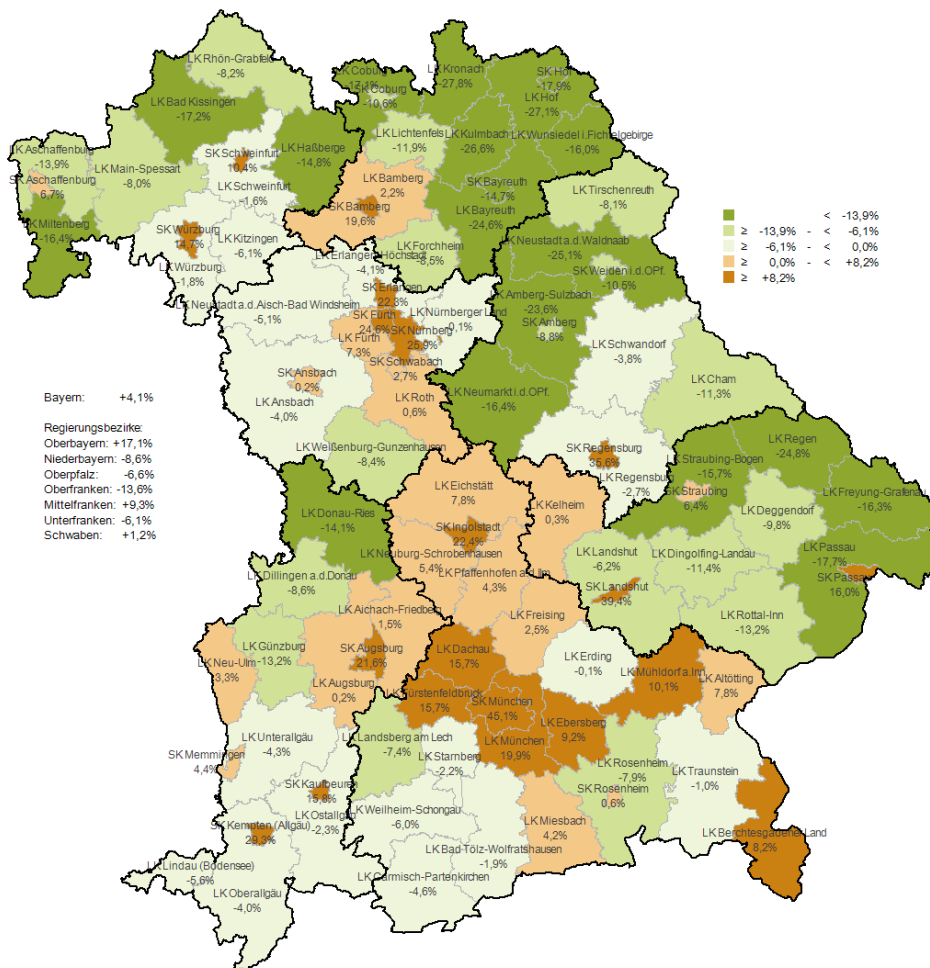 LK Rhön-Grabfeld
-8,2%
LK Bad Kissingen
-17,2%
LK Coburg
-17,1%
SK Coburg
-10,6%
LK Kronach
-27,8%
SK Hof
-17,9%
LK Hof
-27,1%
LK Lichtenfels
-11,9%
LK Kulmbach
-26,6%
LK Wunsiedel i.Fichtelgebirge
-16,0%
LK Aschaffenburg
-13,9%
SK Aschaffenburg
6,7%
LK Main-Spessart
-8,0%
SK Schweinfurt
10,4%
LK Schweinfurt
-1,6%
LK Haßberge
-14,8%
LK Bamberg
2,2%
SK Bamberg
19,6%
SK Bayreuth
-14,7%
LK Bayreuth
-24,6%
LK Tirschenreuth
-8,1%
LK Miltenberg
-16,4%
SK Würzburg
14,7%
LK Kitzingen
-6,1%
LK Würzburg
-1,8%
LK Forchheim
-8,5%
LK Erlangen-Höchstadt
-4,1%
SK Erlangen
22,3%
LK Neustadt a.d. Waldnaab
-25,1%
SK Weiden i.d.OPf.
-10,5%
LK Neustadt a.d.Aisch-Bad Windsheim
-5,1%
SK Fürth
24,6%
LK Fürth
7,3%
SK Nürnberg
25,9%
LK Nürnberger Land
-0,1%
LK Amberg-Sulzbach
-23,6%
SK Amberg
-8,8%
LK Schwandorf
-3,8%
SK Schwabach
2,7%
SK Ansbach
0,2%
LK Ansbach
-4,0%
LK Roth
0,6%
LK Neumarkt i.d.OPf.
-16,4%
LK Cham
-11,3%
LK Weißenburg-Gunzenhausen
-8,4%
SK Regensburg
35,6%
LK Regensburg
-2,7%
LK Straubing-Bogen
-15,7%
SK Straubing
6,4%
LK Regen
-24,8%
LK Freyung-Grafenau
-16,3%
LK Deggendorf
-9,8%
LK Donau-Ries
-14,1%
LK Eichstätt
7,8%
SK Ingolstadt
22,4%
LK Kelheim
0,3%
LK Neuburg-Schrobenhausen
5,4%
LK Pfaffenhofen a.d.Ilm
4,3%
LK Landshut
-6,2%
SK Landshut
39,4%
LK Dingolfing-Landau
-11,4%
LK Passau
-17,7%
SK Passau
16,0%
LK Rottal-Inn
-13,2%
LK Dillingen a.d.Donau
-8,6%
LK Aichach-Friedberg
1,5%
LK Freising
2,5%
LK Günzburg
-13,2%
LK Neu-Ulm
3,3%
SK Augsburg
21,6%
LK Augsburg
0,2%
LK Dachau
15,7%
LK Erding
-0,1%
LK Mühldorf a.Inn
10,1%
LK Altötting
7,8%
LK Fürstenfeldbruck
15,7%
SK München
45,1%
LK München
19,9%
LK Ebersberg
9,2%
LK Unterallgäu
-4,3%
SK Memmingen
4,4%
LK Landsberg am Lech
-7,4%
LK Starnberg
-2,2%
LK Rosenheim
-7,9%
SK Rosenheim
0,6%
LK Traunstein
-1,0%
SK Kaufbeuren
15,8%
LK Ostallgäu
-2,3%
LK Weilheim-Schongau
-6,0%
LK Miesbach
4,2%
LK Berchtesgadener Land
8,2%
SK Kempten (Allgäu)
29,3%
LK Bad Tölz-Wolfratshausen
-1,9%
LK Lindau (Bodensee)
-5,6%
LK Oberallgäu
-4,0%
LK Garmisch-Partenkirchen
-4,6%
< -13,9%
≥ -13,9% - < -6,1%
≥ -6,1% - < 0,0%
≥ 0,0% - < +8,2%
≥ +8,2%
Bayern: +4,1%
Regierungsbezirke:
Oberbayern: +17,1%
Niederbayern: -8,6%
Oberpfalz: -6,6%
Oberfranken: -13,6%
Mittelfranken: +9,3%
Unterfranken: -6,1%
Schwaben: +1,2%